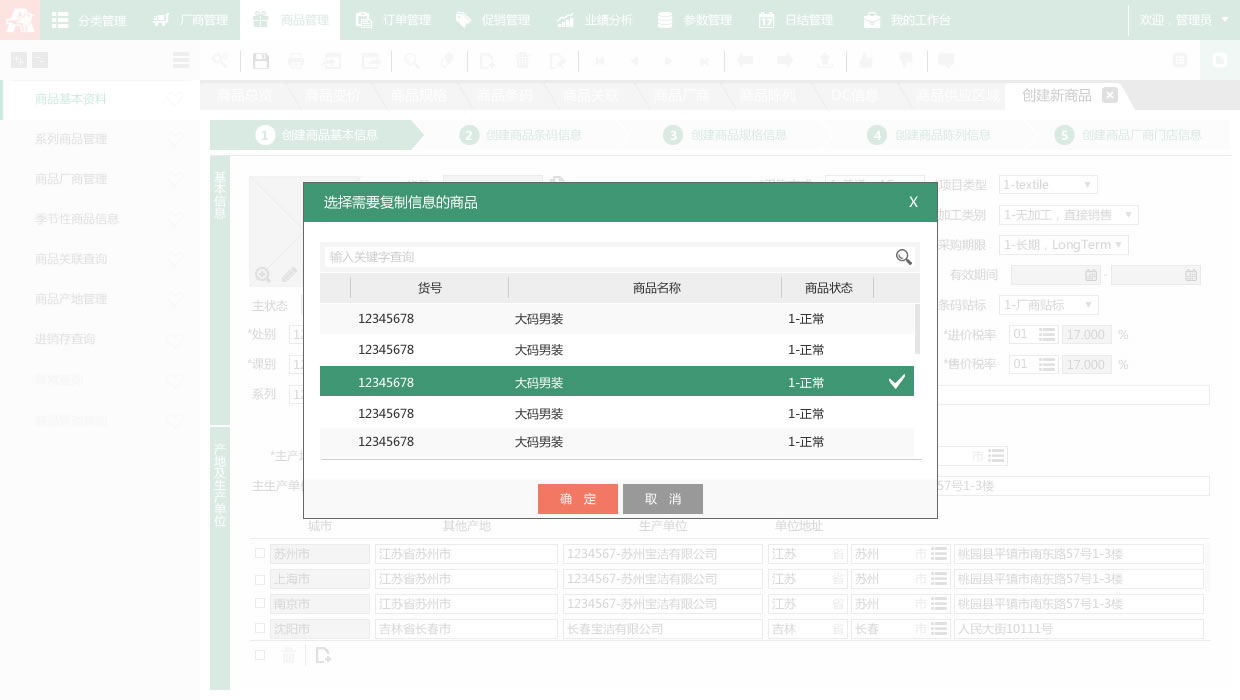 分类管理 厂商管理 商品管理 订单管理 促销管理 业绩分析 参数管理 日结管理 我的工作台 欢迎，管理员
商品基本资料
系列商品管理
商品厂商管理
季节性商品信息
商品关联查询
商品产地管理
进销存查询
商品总览 商品变价 商品规格 商品条码 商品关联 商品厂商 商品陈列 DC信息 商品供应区域 创建新商品
1 创建商品基本信息 2 创建商品条码信息 3 创建商品规格信息 4 创建商品陈列信息 5 创建商品厂商门店信息
基本信息
*项目类型 1-textile
加工类别 1-无加工，直接销售
采购期限 1-长期，LongTerm
有效期间 -
主状态 条码贴标 1-厂商贴标
*处别 12 *进价税率 01 17.000 %
*课别 12 *售价税率 01 17.000 %
系列 12
选择需要复制信息的商品 X
输入关键字查询
货号 商品名称 商品状态
12345678 大码男装 1-正常
12345678 大码男装 1-正常
12345678 大码男装 1-正常
12345678 大码男装 1-正常
12345678 大码男装 1-正常
确 定 取 消
产地及生产单位
*生产 市
主生产单 57号1-3楼
城市 其他产地 生产单位 单位地址
苏州市 江苏省苏州市 1234567-苏州宝洁有限公司 江苏 省 苏州 市 桃园县平镇市南东路57号1-3楼
上海市 江苏省苏州市 1234567-苏州宝洁有限公司 江苏 省 苏州 市 桃园县平镇市南东路57号1-3楼
南京市 江苏省苏州市 1234567-苏州宝洁有限公司 江苏 省 苏州 市 桃园县平镇市南东路57号1-3楼
沈阳市 吉林省长春市 长春宝洁有限公司 吉林 省 长春 市 人民大街10111号